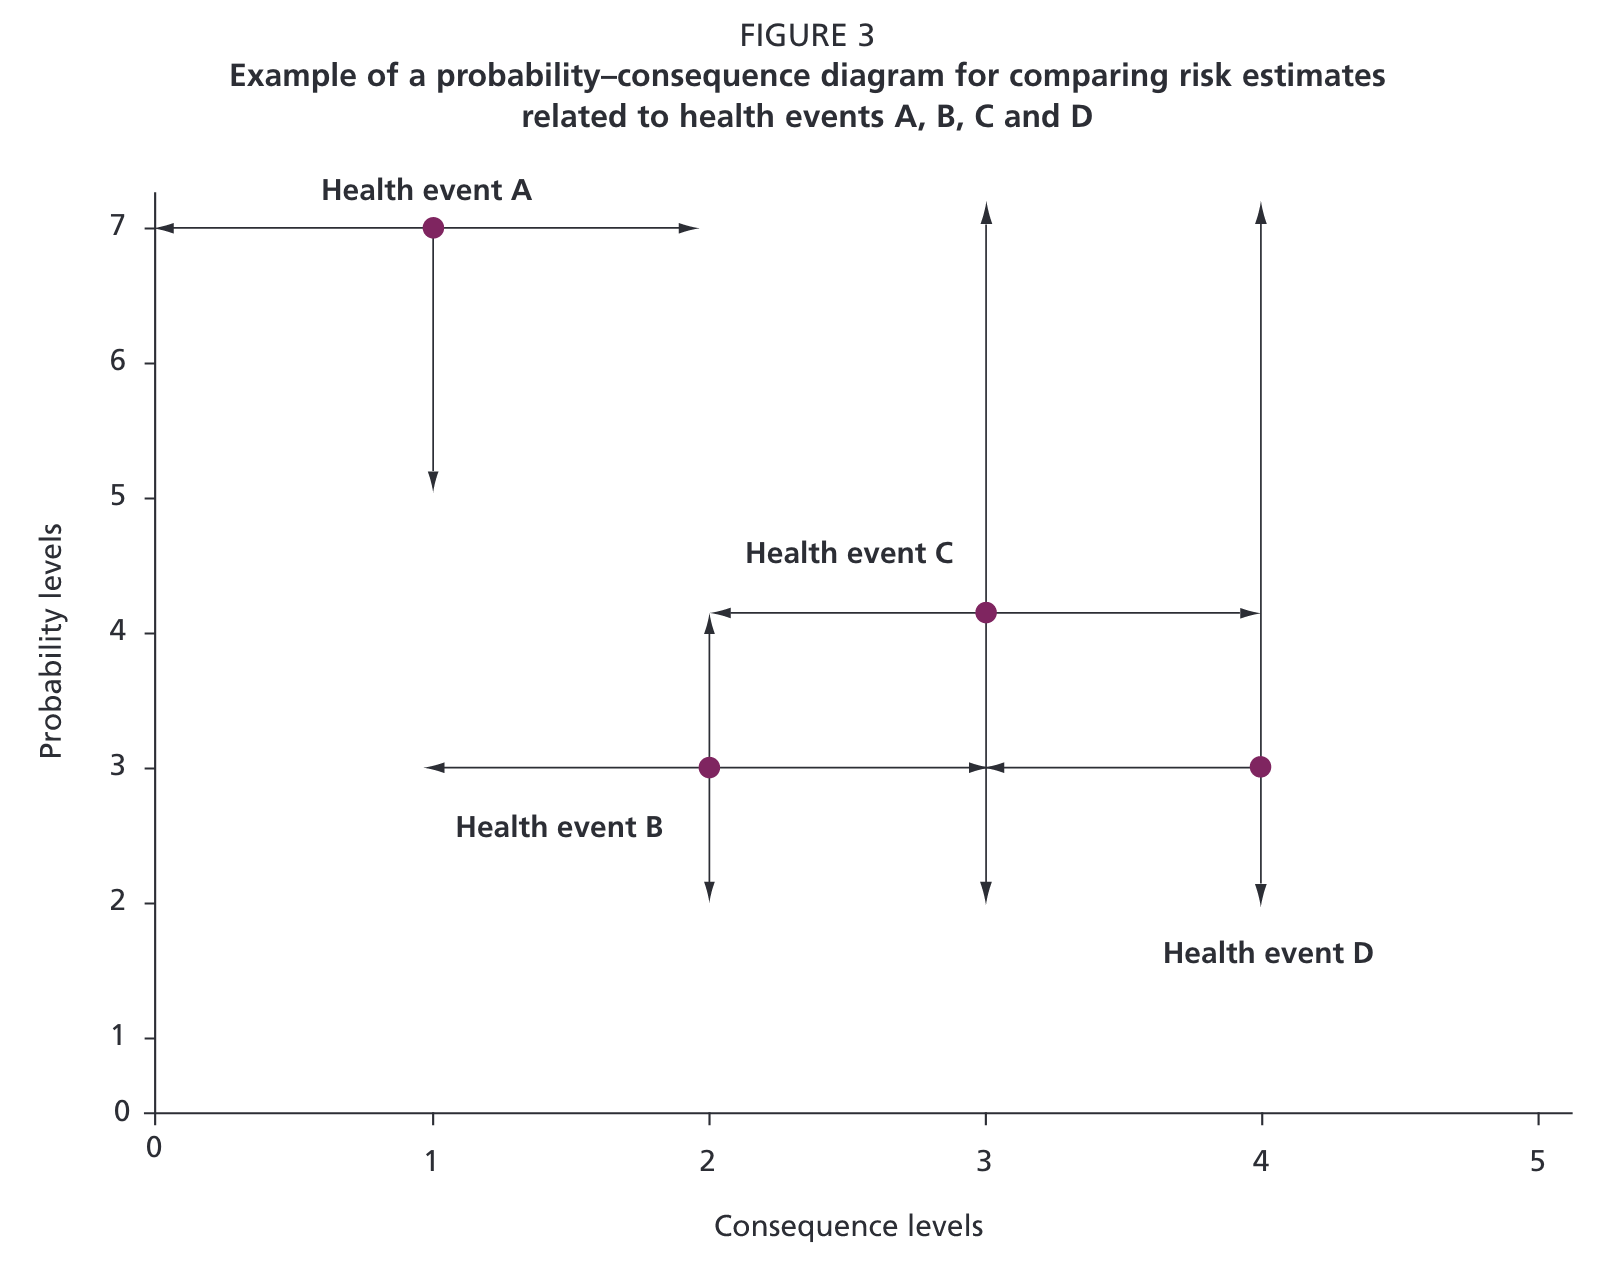 FIGURE 3
Example of a probability–consequence diagram for comparing risk estimates
related to health events A, B, C and D
Health event A
7
6
5
Health event C
4
3
Health event B
2
Health event D
1
0
0
1
2
3
4
5
Probability levels
Consequence levels